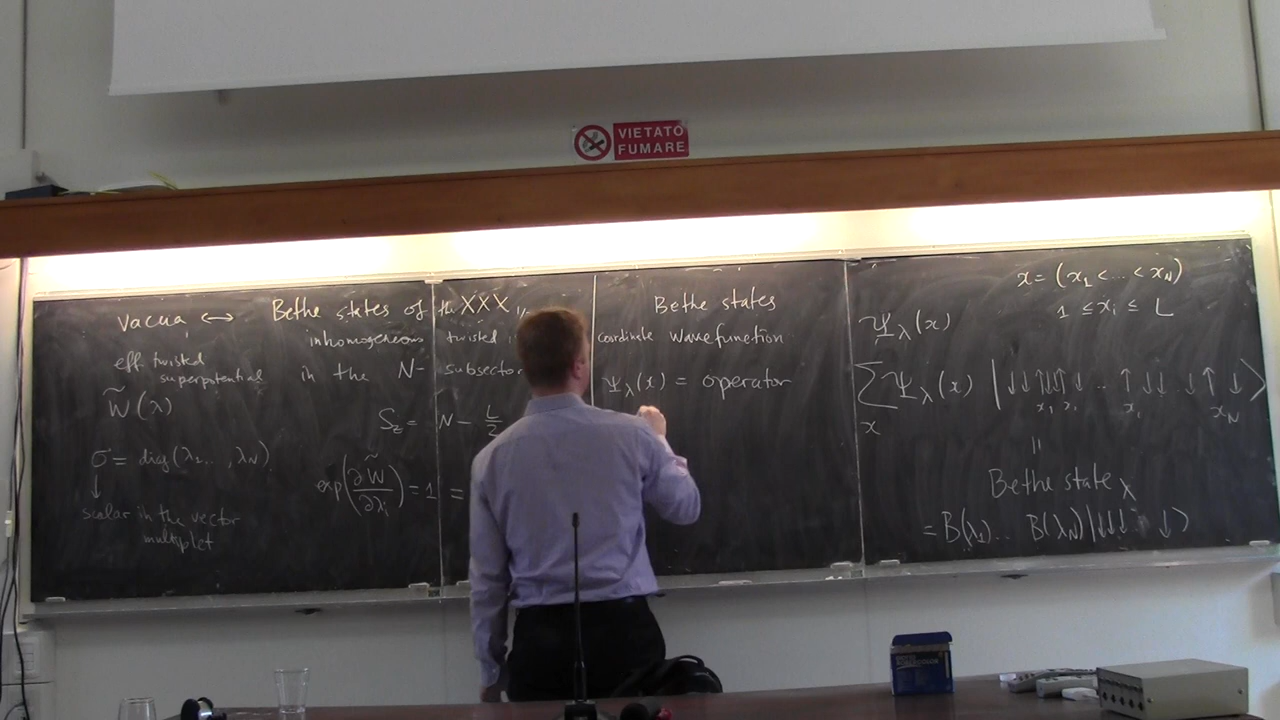 VIETATO
FUMARE
vacua ↔ Bethe states of the XXX
inhomogeneous twisted
in the N- subsector
eff twisted
superpotential
W̃(λ)
S_z = N - L/2
σ = diag(λ_1.. , λ_N)
↓
scalar in the vector
multiplet
exp(∂W̃/∂λ_i) = 1 =
Bethe states
coordinate wavefunction
Ψ_λ(x) = operator
x = (x_1 < ... < x_N)
1 ≤ x_i ≤ L
Ψ_λ(x)
∑_x Ψ_λ(x) |↓↓↑↑↑↓ .. ↑↓↓ . ↓↑↓⟩
x_1 x_2 x_i x_N
=
Bethe state_λ
= B(λ_1) .. B(λ_N) |↓↓↓ ↓⟩